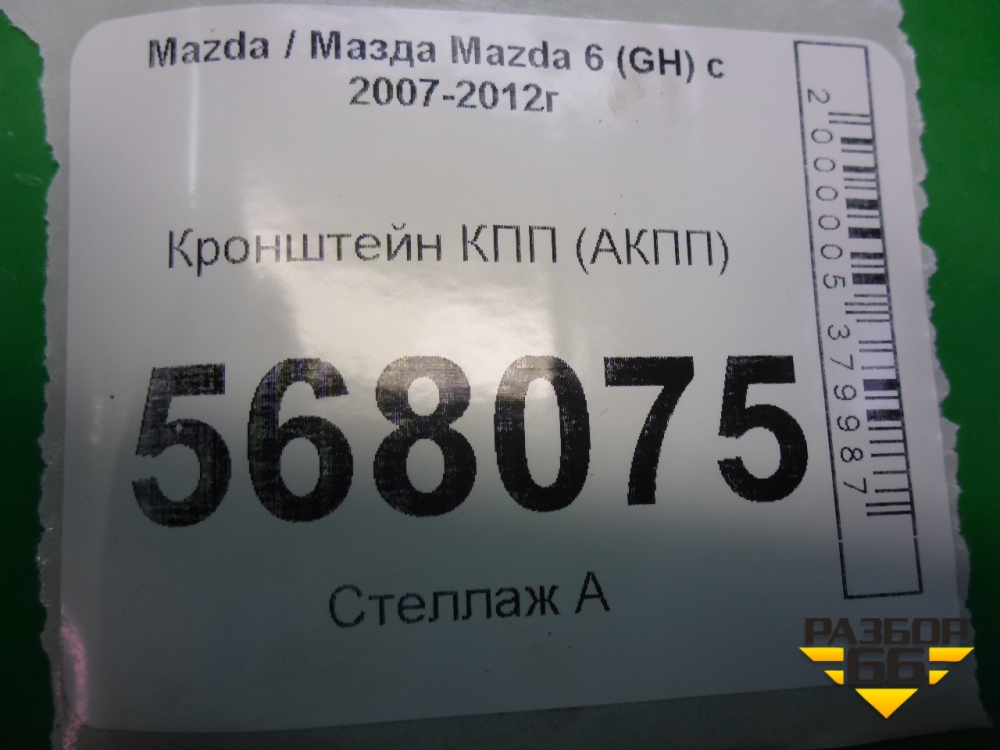 Mazda / Мазда Mazda 6 (GH) с
2007-2012г
Кронштейн КПП (АКПП)
568075
Стеллаж А
2000005379987
РАЗБОР
66